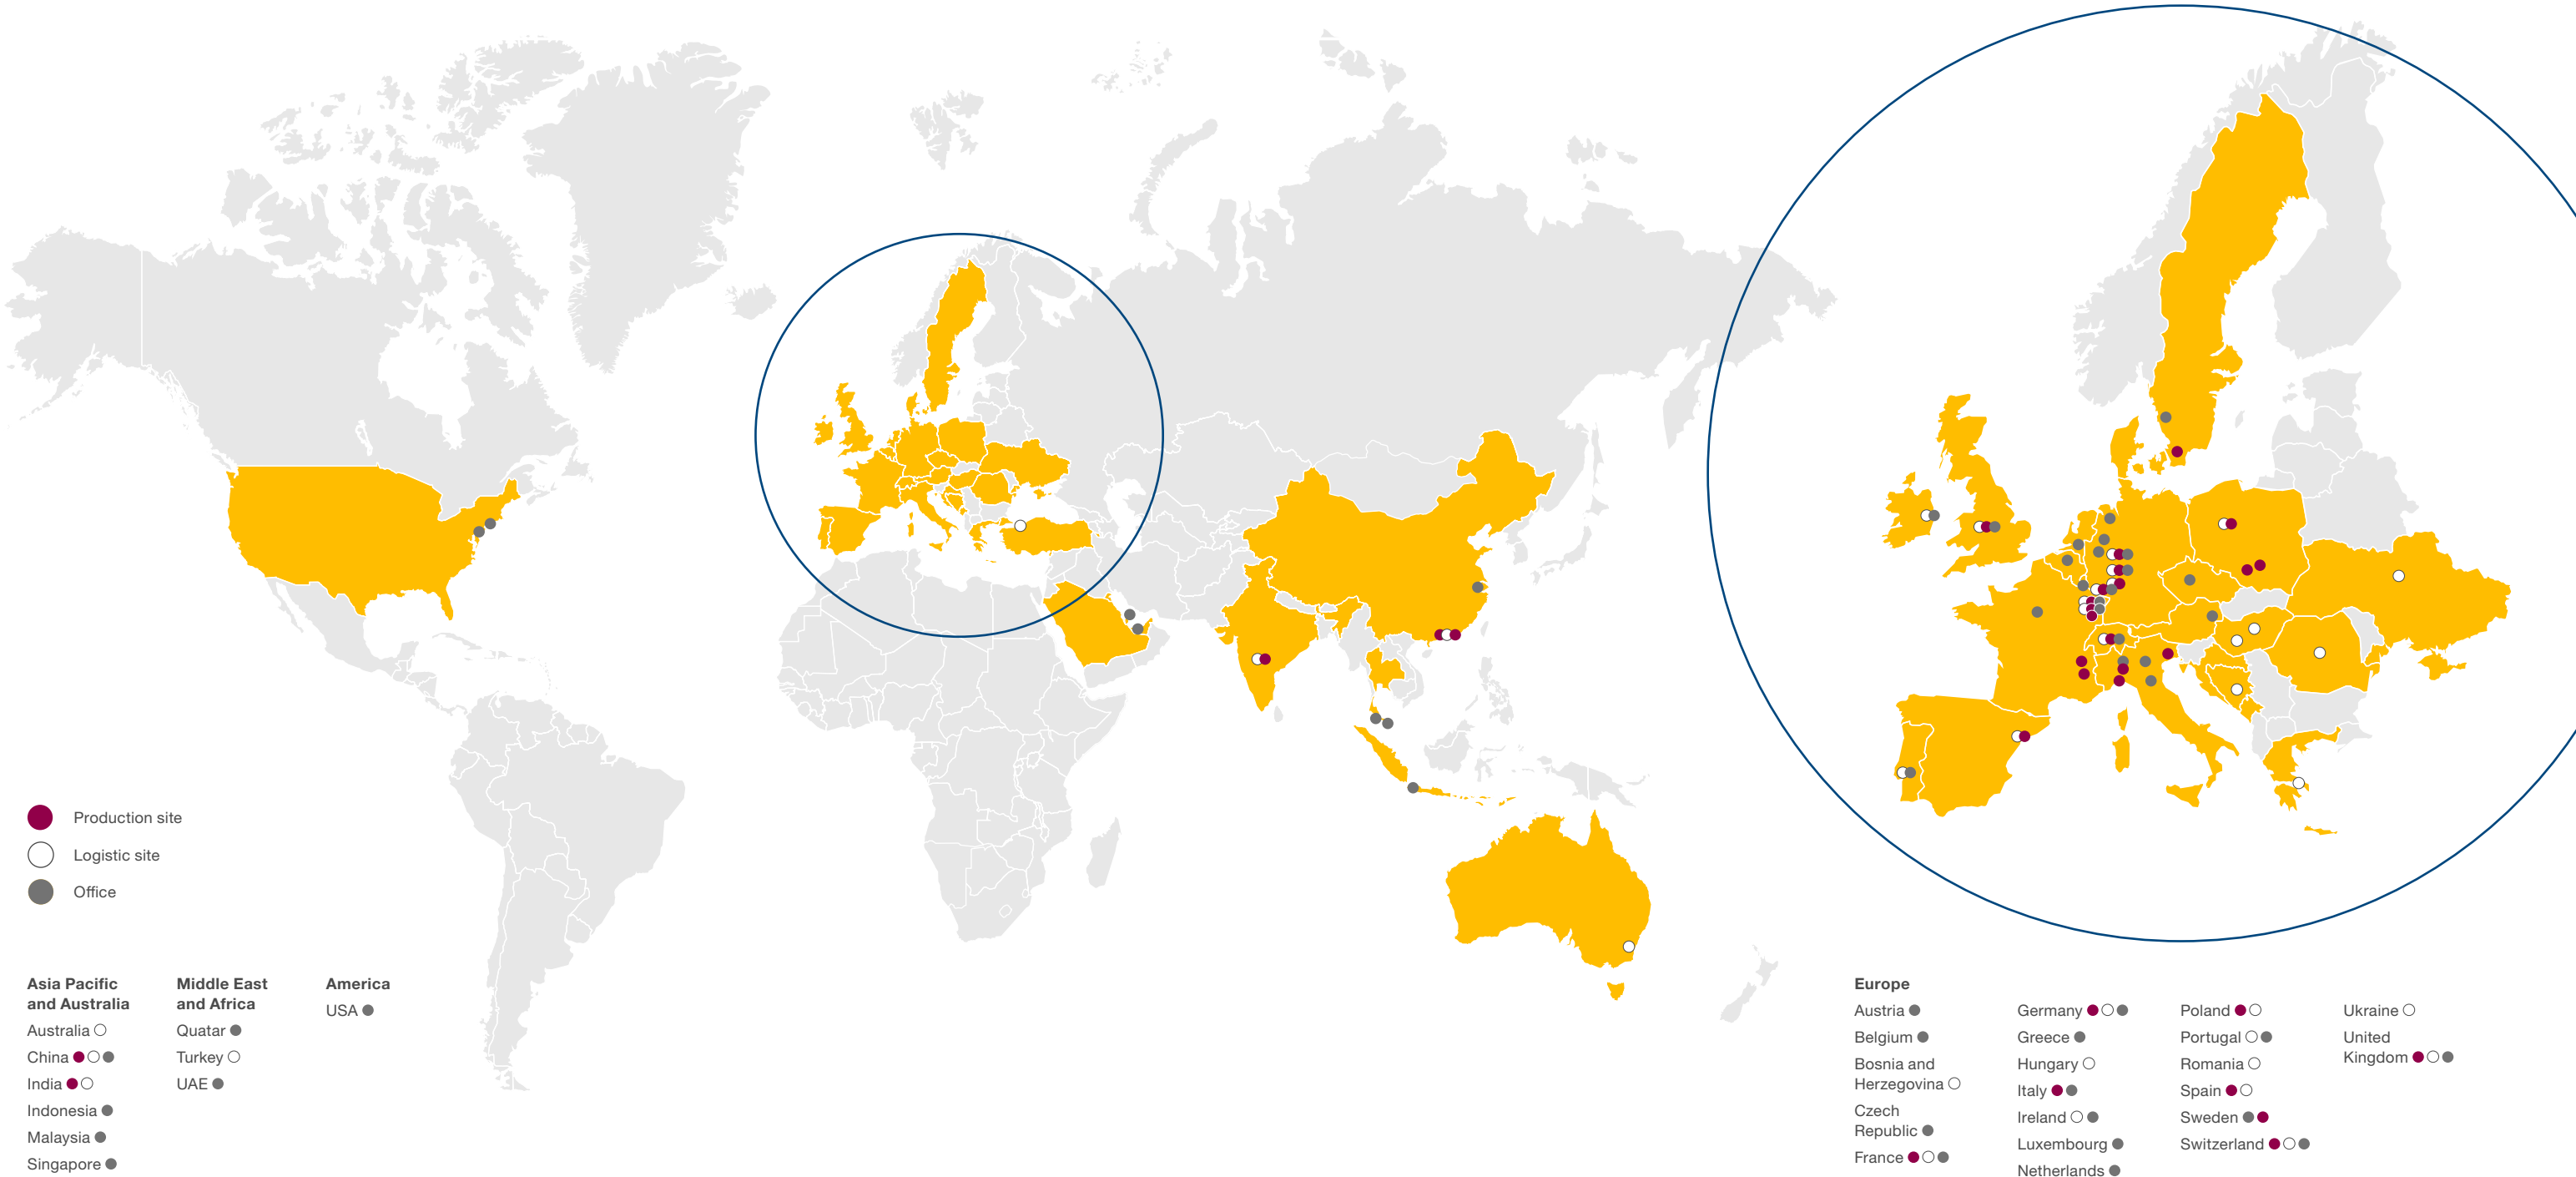 Production site
Logistic site
Office
Asia Pacific
and Australia
Australia
China
India
Indonesia
Malaysia
Singapore
Middle East
and Africa
Quatar
Turkey
UAE
America
USA
Europe
Austria
Belgium
Bosnia and
Herzegovina
Czech
Republic
France
Germany
Greece
Hungary
Italy
Ireland
Luxembourg
Netherlands
Poland
Portugal
Romania
Spain
Sweden
Switzerland
Ukraine
United
Kingdom